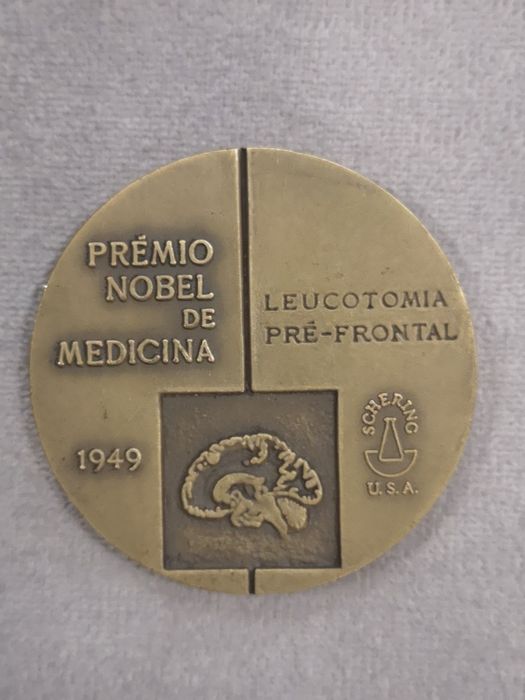 PRÉMIO
NOBEL
DE
MEDICINA
1949
LEUCOTOMIA
PRÉ-FRONTAL
SCHERING
U.S.A.